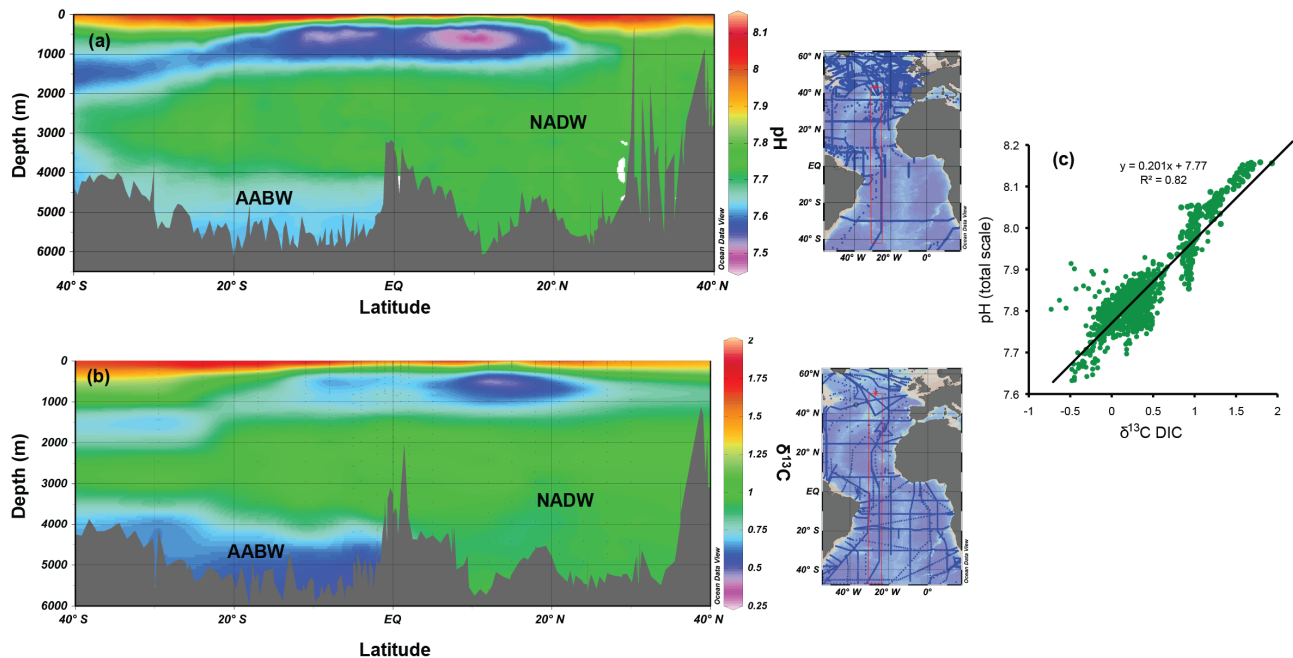 (a)
Depth (m)
0
1000
2000
3000
4000
5000
6000
NADW
AABW
Ocean Data View
40° S
20° S
EQ
20° N
40° N
Latitude
8.1
8
7.9
7.8
7.7
7.6
7.5
pH
60° N
40° N
20° N
EQ
20° S
40° S
40° W
20° W
0°
Ocean Data View
(b)
Depth (m)
0
1000
2000
3000
4000
5000
6000
NADW
AABW
Ocean Data View
40° S
20° S
EQ
20° N
40° N
Latitude
2
1.75
1.5
1.25
1
0.75
0.5
0.25
δ¹³C
60° N
40° N
20° N
EQ
20° S
40° S
40° W
20° W
0°
Ocean Data View
(c)
y = 0.201x + 7.77
R² = 0.82
pH (total scale)
8.2
8.1
8.0
7.9
7.8
7.7
7.6
-1
-0.5
0
0.5
1
1.5
2
δ¹³C DIC